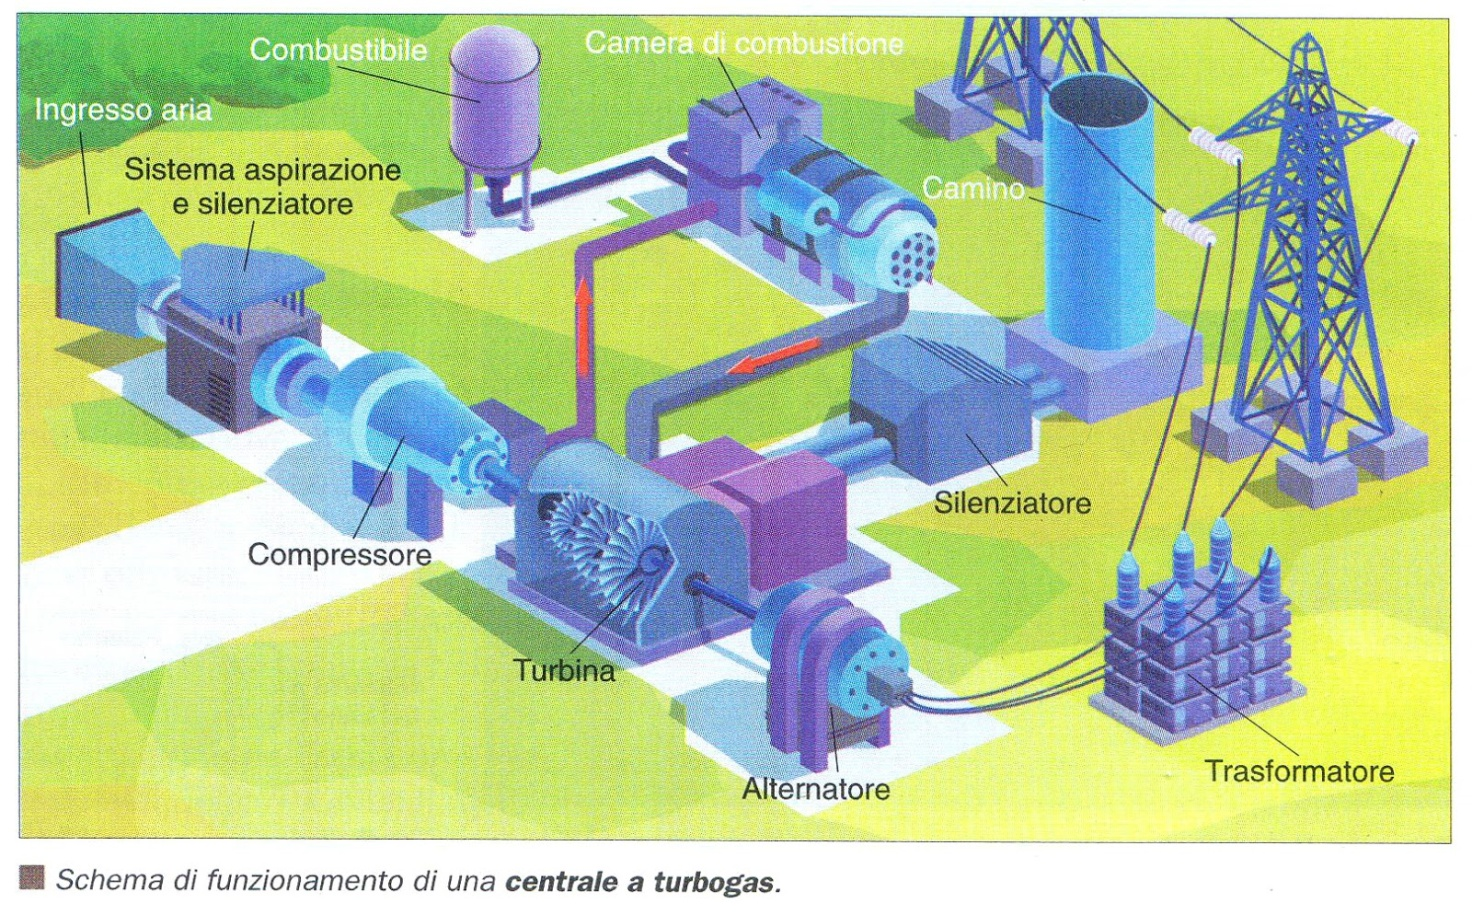 Combustibile
Camera di combustione
Ingresso aria
Sistema aspirazione
e silenziatore
Camino
Silenziatore
Compressore
Turbina
Alternatore
Trasformatore
Schema di funzionamento di una centrale a turbogas.